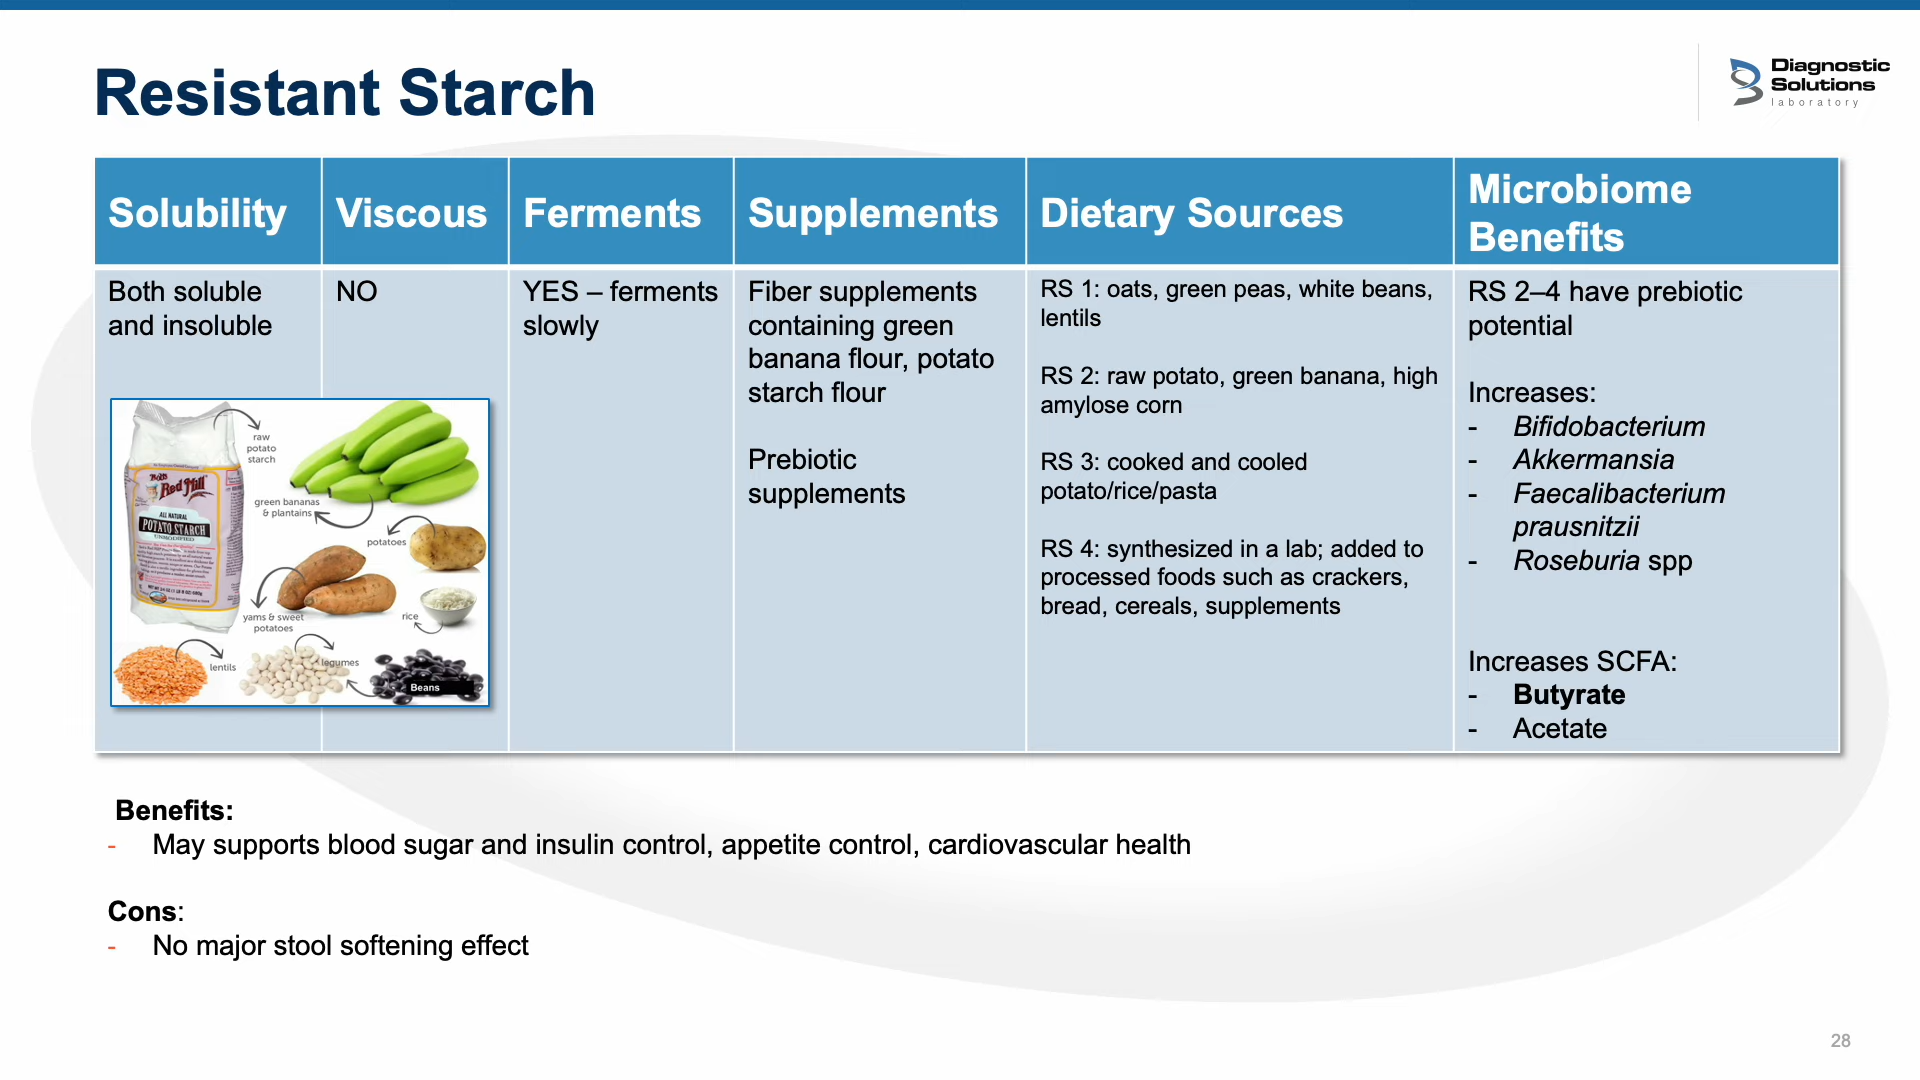 Resistant Starch
Diagnostic
Solutions
laboratory
Solubility
Viscous
Ferments
Supplements
Dietary Sources
Microbiome
Benefits
Both soluble
and insoluble
NO
YES – ferments
slowly
Fiber supplements
containing green
banana flour, potato
starch flour
Prebiotic
supplements
RS 1: oats, green peas, white beans,
lentils
RS 2: raw potato, green banana, high
amylose corn
RS 3: cooked and cooled
potato/rice/pasta
RS 4: synthesized in a lab; added to
processed foods such as crackers,
bread, cereals, supplements
RS 2–4 have prebiotic
potential
Increases:
- Bifidobacterium
- Akkermansia
- Faecalibacterium
prausnitzii
- Roseburia spp
Increases SCFA:
- Butyrate
- Acetate
raw
potato
starch
Bob's
Red Mill
ALL NATURAL
POTATO STARCH
UNMODIFIED
green bananas
& plantains
potatoes
yams & sweet
potatoes
rice
lentils
legumes
Beans
Benefits:
- May supports blood sugar and insulin control, appetite control, cardiovascular health
Cons:
- No major stool softening effect
28